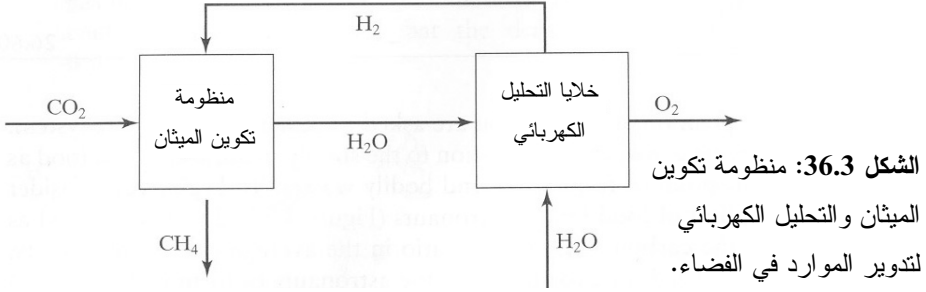 H₂
CO₂
منظومة
تكوين الميثان
H₂O
خلايا التحليل
الكهربائي
O₂
CH₄
H₂O
الشكل 36.3: منظومة تكوين
الميثان والتحليل الكهربائي
لتدوير الموارد في الفضاء.